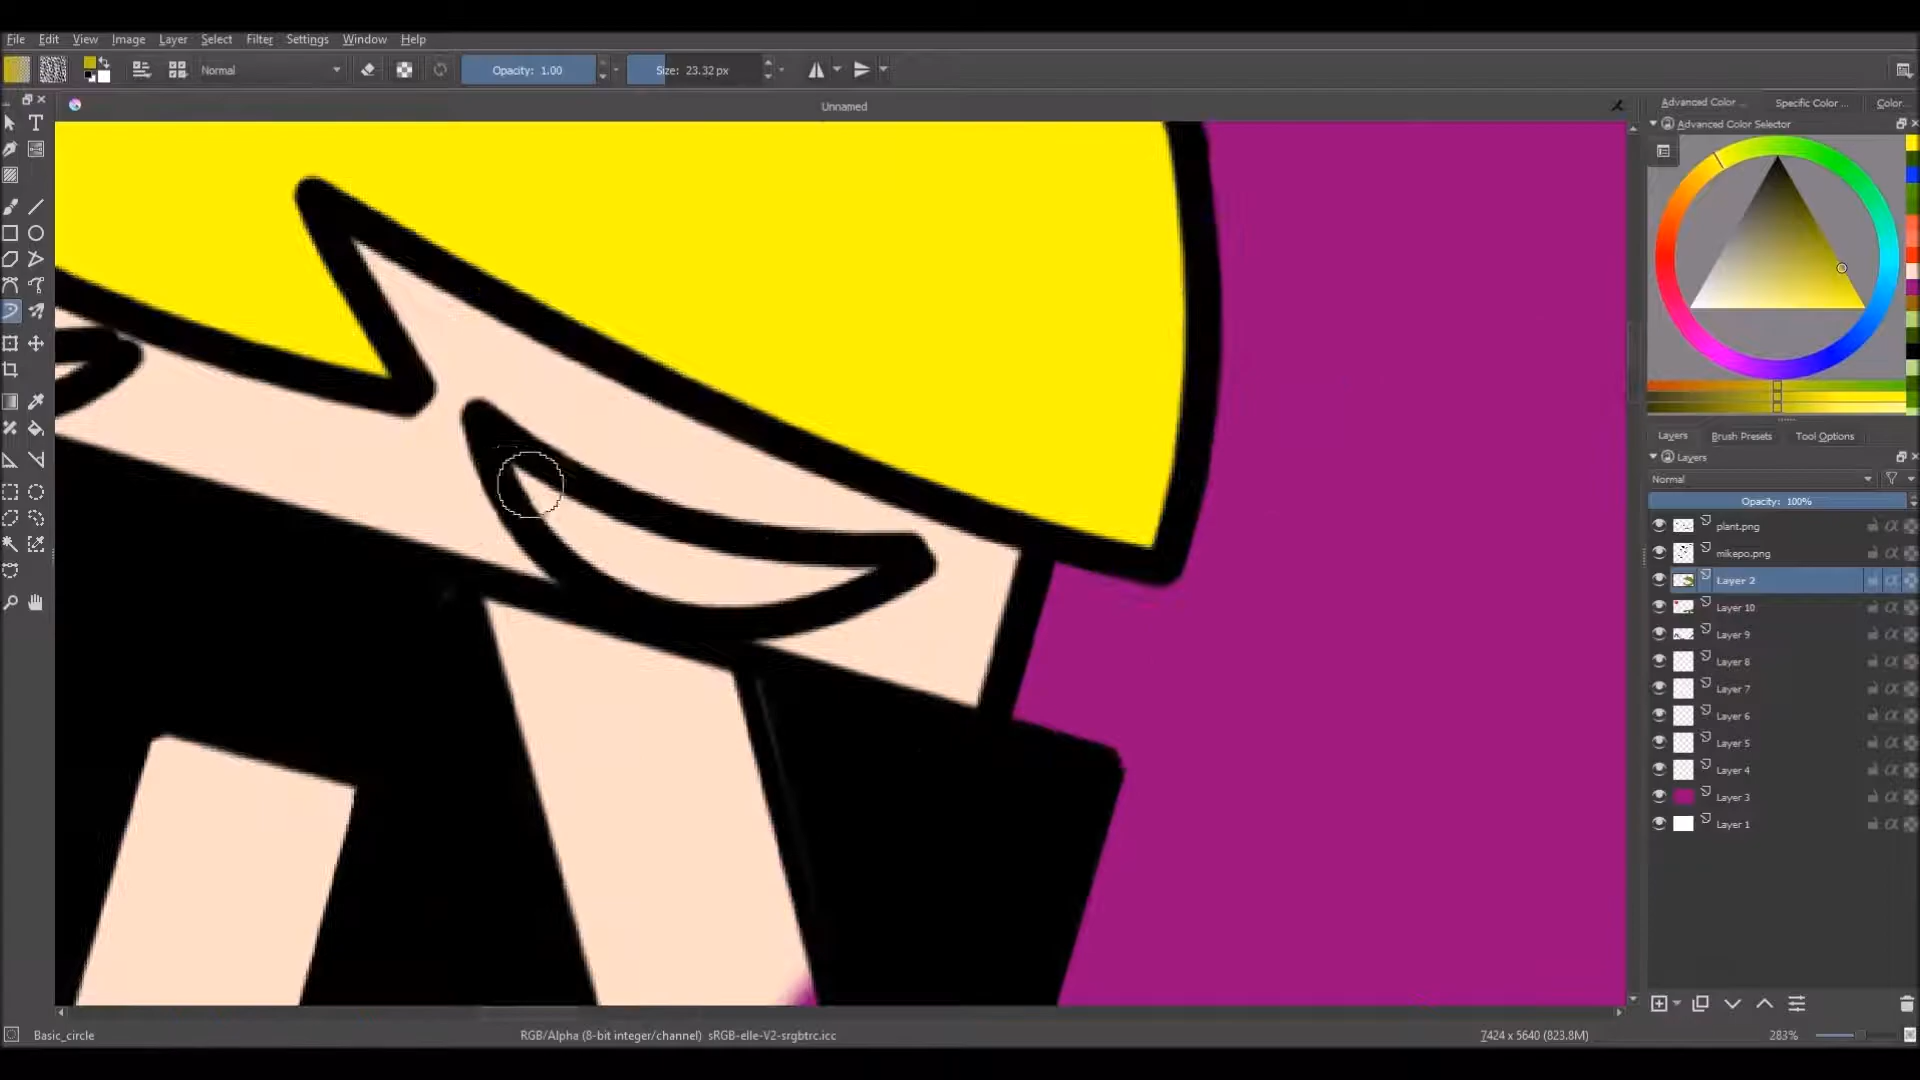 File Edit View Image Layer Select Filter Settings Window Help
Normal Opacity: 1.00 Size: 23.32 px
Unnamed
Advanced Color ... Specific Color ... Color...
Advanced Color Selector
Layers Brush Presets Tool Options
Layers
Normal
Opacity: 100%
plant.png
mikepo.png
Layer 2
Layer 10
Layer 9
Layer 8
Layer 7
Layer 6
Layer 5
Layer 4
Layer 3
Layer 1
Basic_circle RGB/Alpha (8-bit integer/channel) sRGB-elle-V2-srgbtrc.icc 7424 x 5640 (823.8M) 283%